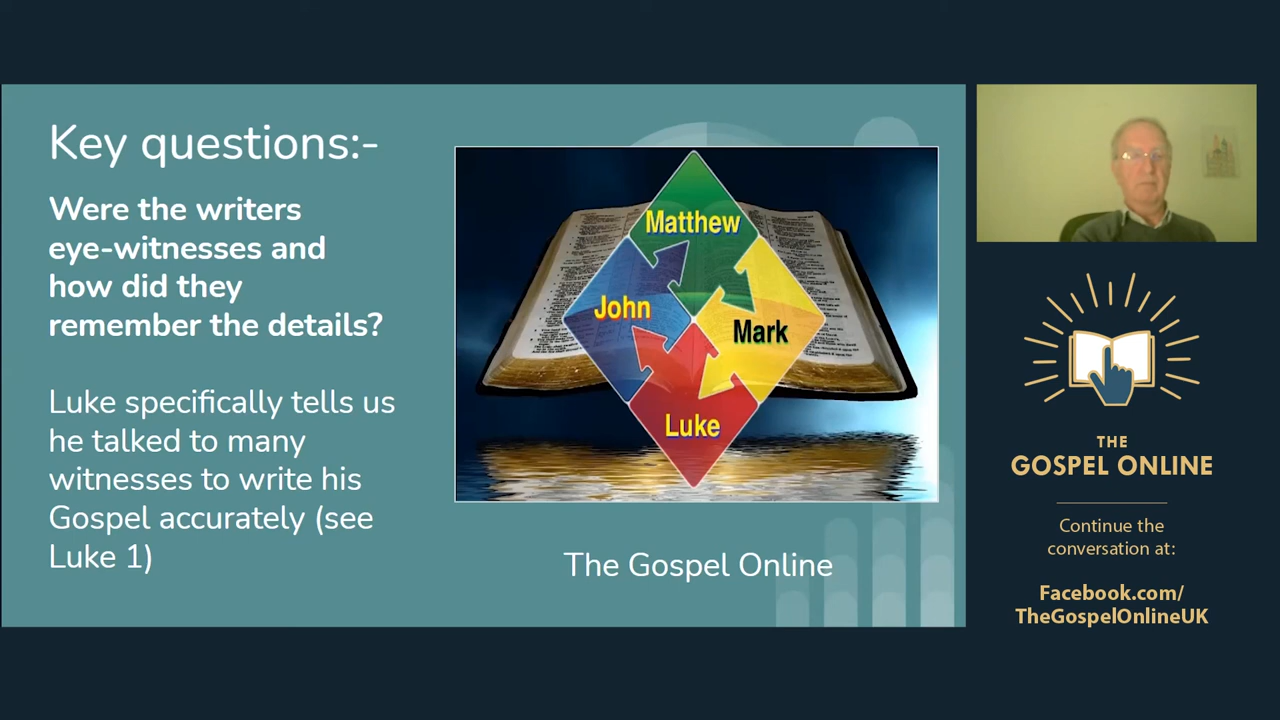 Key questions:-
Were the writers
eye-witnesses and
how did they
remember the details?
Luke specifically tells us
he talked to many
witnesses to write his
Gospel accurately (see
Luke 1)
Matthew
John
Mark
Luke
The Gospel Online
THE
GOSPEL ONLINE
Continue the
conversation at:
Facebook.com/
TheGospelOnlineUK